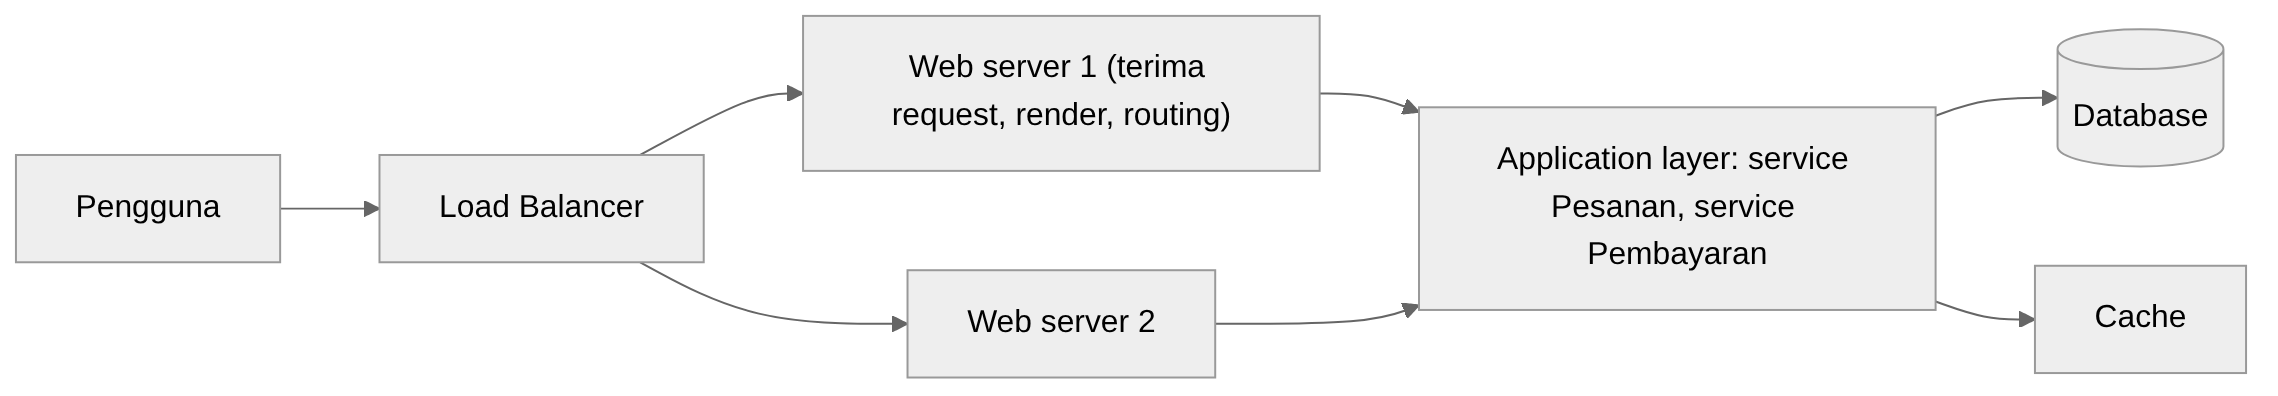 Pengguna
Load Balancer
Web server 1 (terima
request, render, routing)
Web server 2
Application layer: service
Pesanan, service
Pembayaran
Database
Cache